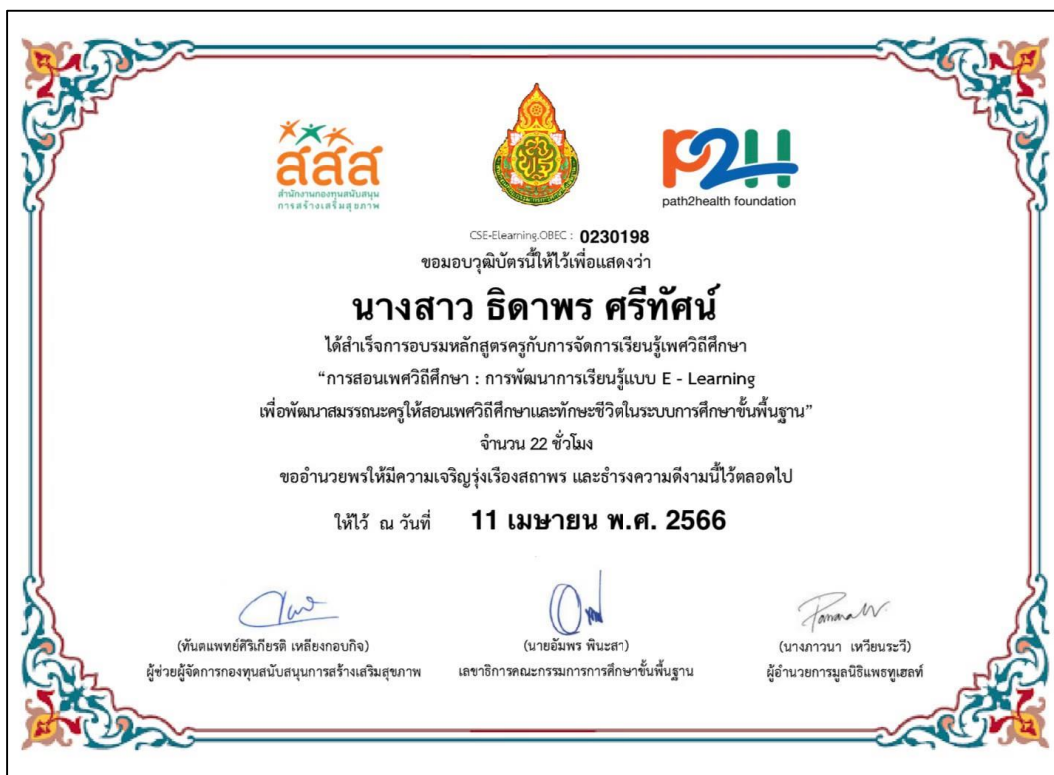 สสส
สำนักงานกองทุนสนับสนุน
การสร้างเสริมสุขภาพ
P2H
path2health foundation
CSE-Elearning.OBEC : 0230198
ขอมอบวุฒิบัตรนี้ให้ไว้เพื่อแสดงว่า
นางสาว ธิดาพร ศรีทัศน์
ได้สำเร็จการอบรมหลักสูตรครูกับการจัดการเรียนรู้เพศวิถีศึกษา
“การสอนเพศวิถีศึกษา : การพัฒนาการเรียนรู้แบบ E - Learning
เพื่อพัฒนาสมรรถนะครูให้สอนเพศวิถีศึกษาและทักษะชีวิตในระบบการศึกษาขั้นพื้นฐาน”
จำนวน 22 ชั่วโมง
ขออำนวยพรให้มีความเจริญรุ่งเรืองสถาพร และธำรงความดีงามนี้ไว้ตลอดไป
ให้ไว้ ณ วันที่ 11 เมษายน พ.ศ. 2566
(ทันตแพทย์ศิริเกียรติ เหลียงกอบกิจ)
ผู้ช่วยผู้จัดการกองทุนสนับสนุนการสร้างเสริมสุขภาพ
(นายอัมพร พินะสา)
เลขาธิการคณะกรรมการการศึกษาขั้นพื้นฐาน
(นางภาวนา เหวียนระวี)
ผู้อำนวยการมูลนิธิแพธทูเฮลท์